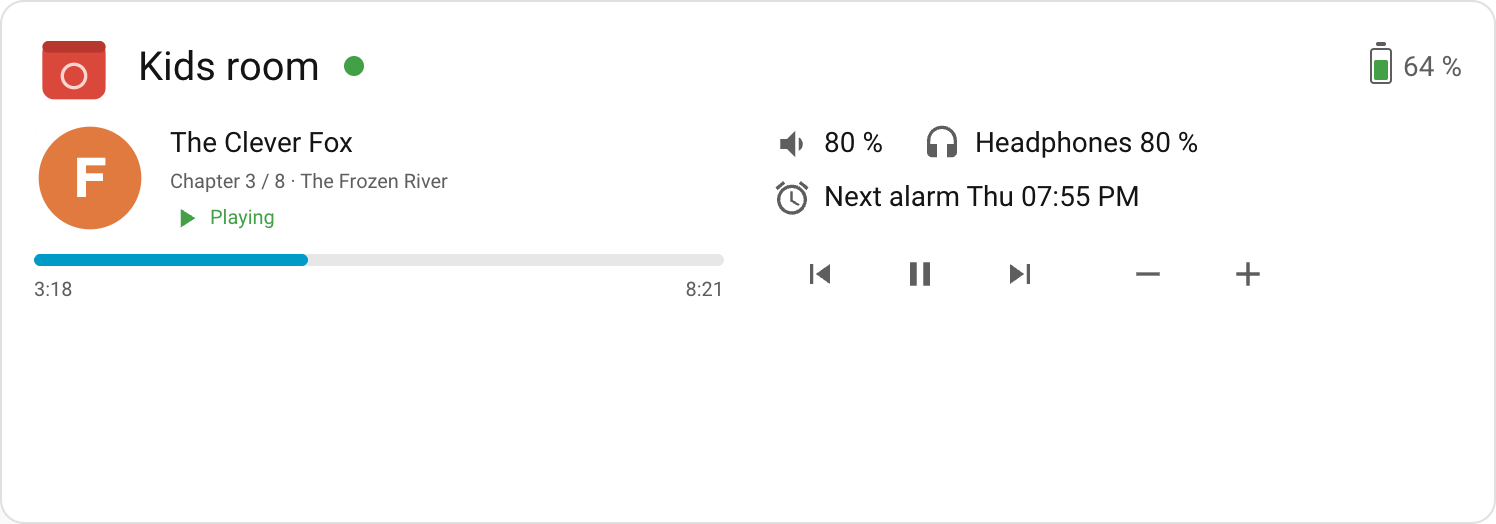 Kids room
64 %
F
The Clever Fox
Chapter 3 / 8 · The Frozen River
Playing
3:18
8:21
80 %
Headphones 80 %
Next alarm Thu 07:55 PM